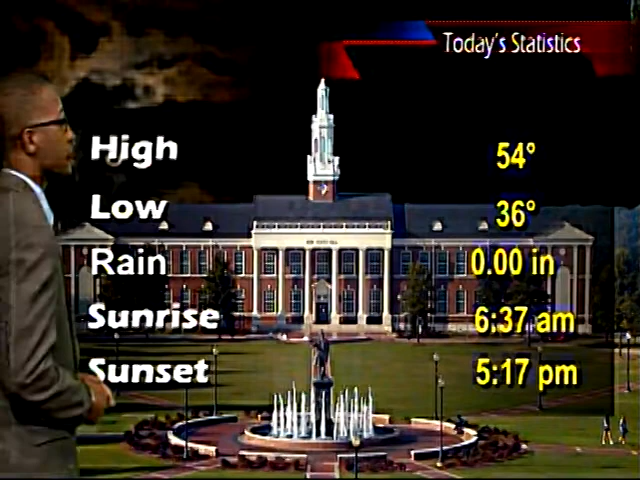 Today's Statistics
High 54°
Low 36°
Rain 0.00 in
Sunrise 6:37 am
Sunset 5:17 pm